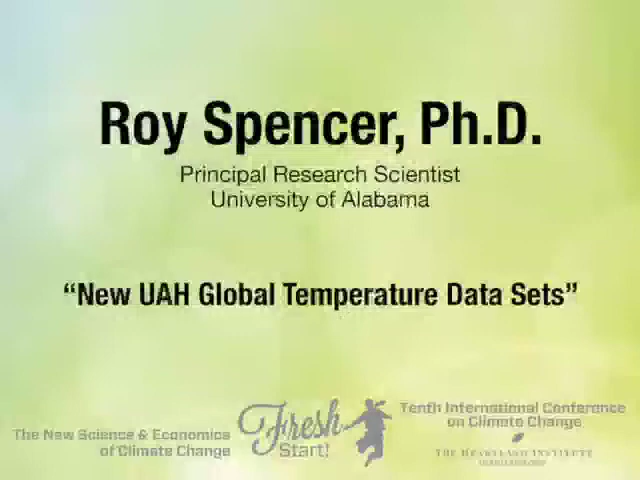 Roy Spencer, Ph.D.
Principal Research Scientist
University of Alabama
“New UAH Global Temperature Data Sets”
The New Science & Economics
of Climate Change
Fresh
Start!
Tenth International Conference
on Climate Change
THE HEARTLAND INSTITUTE